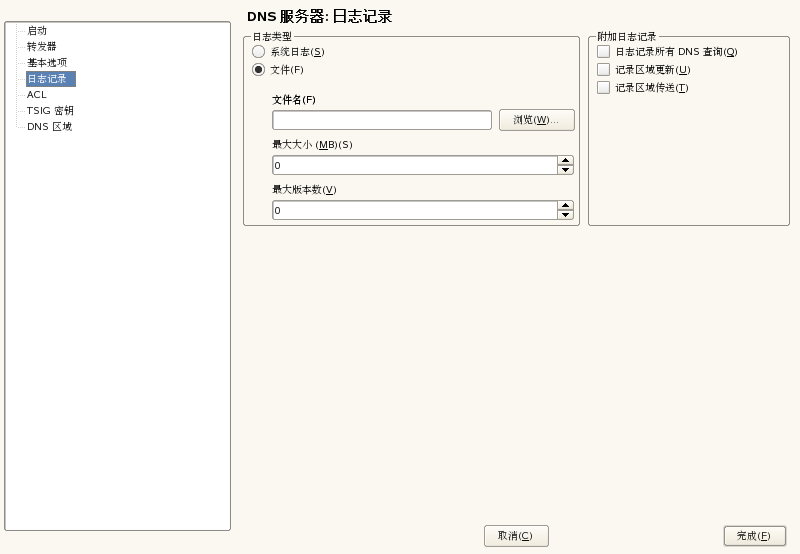 DNS 服务器: 日志记录
启动
转发器
基本选项
日志记录
ACL
TSIG 密钥
DNS 区域
日志类型
系统日志(S)
文件(F)
文件名(F)
浏览(W)...
最大大小 (MB)(S)
0
最大版本数(V)
0
附加日志记录
日志记录所有 DNS 查询(Q)
记录区域更新(U)
记录区域传送(T)
取消(C)
完成(F)